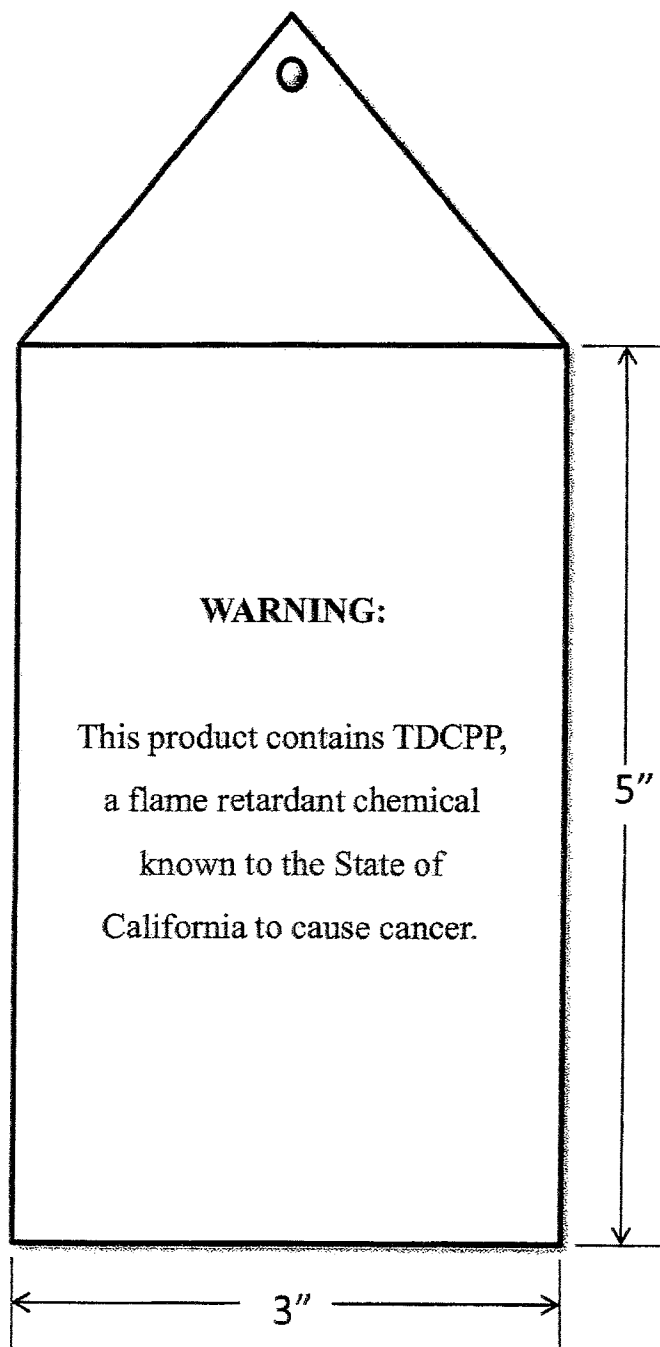 WARNING:
This product contains TDCPP,
a flame retardant chemical
known to the State of
California to cause cancer.
5″
3″